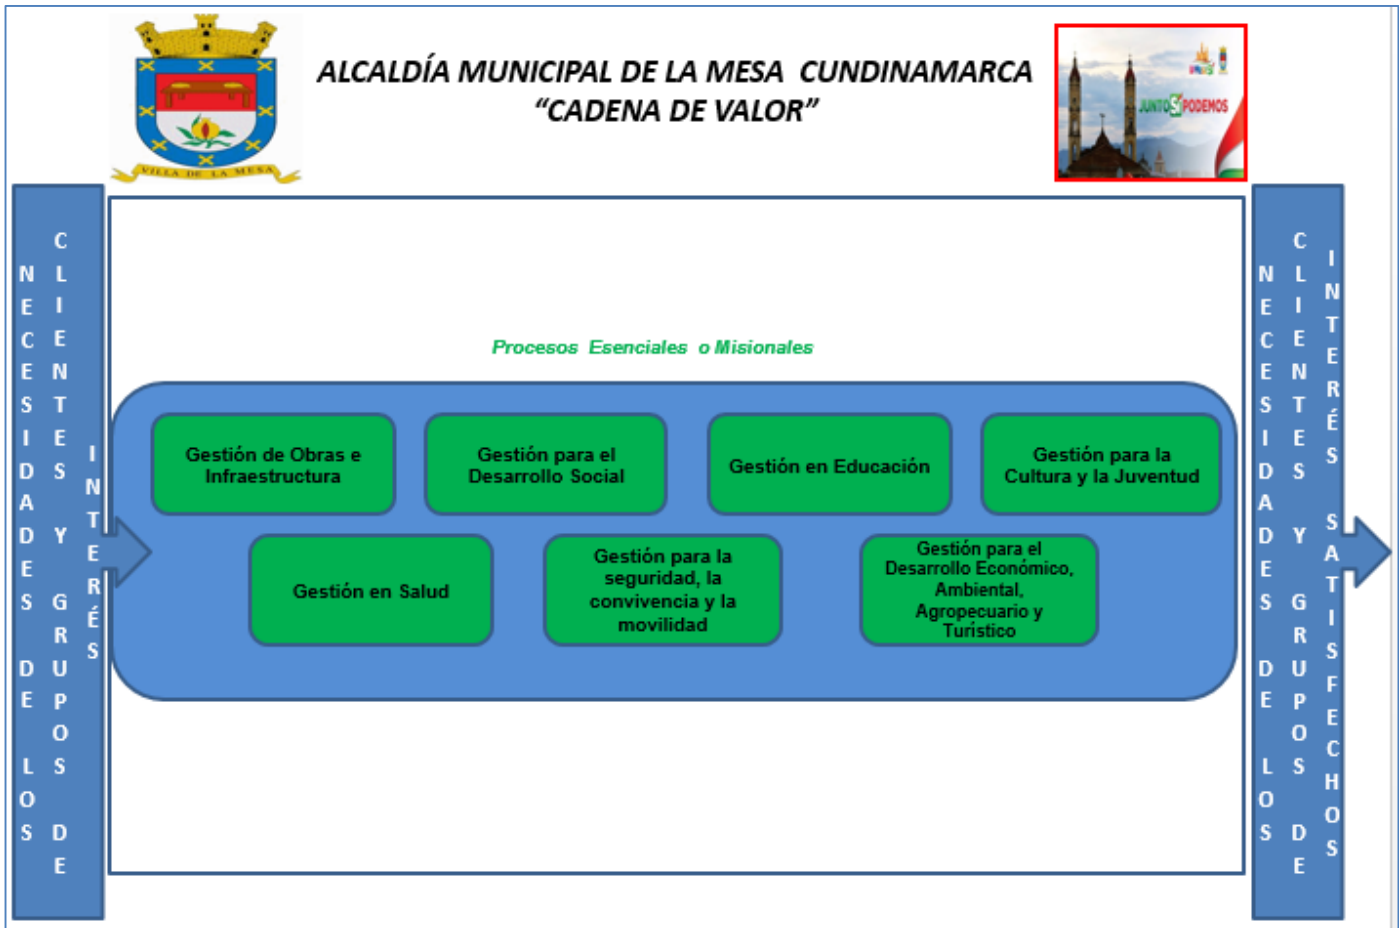 ALCALDÍA MUNICIPAL DE LA MESA CUNDINAMARCA
“CADENA DE VALOR”
VILLA DE LA MESA
JUNTOS SÍ PODEMOS
NECESIDADES DE LOS
CLIENTES Y GRUPOS DE
INTERÉS
Procesos Esenciales o Misionales
Gestión de Obras e
Infraestructura
Gestión para el
Desarrollo Social
Gestión en Educación
Gestión para la
Cultura y la Juventud
Gestión en Salud
Gestión para la
seguridad, la
convivencia y la
movilidad
Gestión para el
Desarrollo Económico,
Ambiental,
Agropecuario y
Turístico
NECESIDADES DE LOS
CLIENTES Y GRUPOS DE
INTERÉS SATISFECHOS